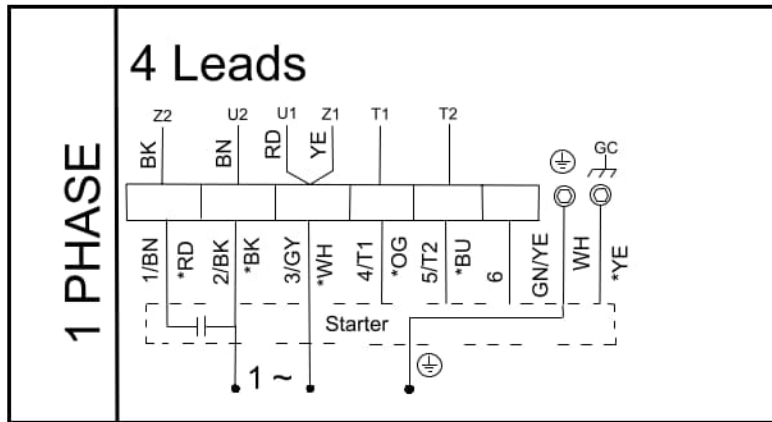 1 PHASE
4 Leads
Z2 U2 U1 Z1 T1 T2
BK BN RD YE
GC
1/BN *RD 2/BK *BK 3/GY *WH 4/T1 *OG 5/T2 *BU 6 GN/YE WH *YE
Starter
1 ~